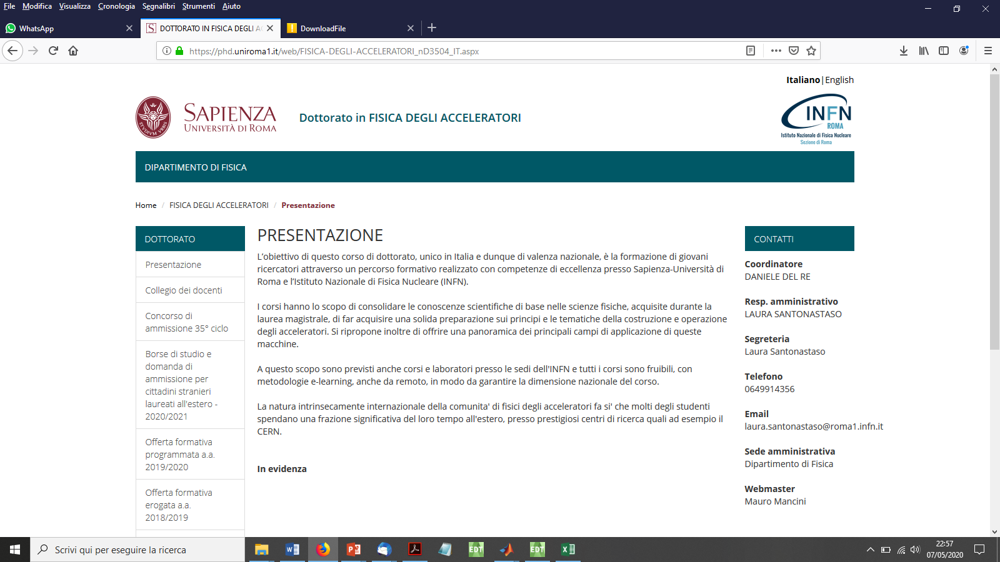 File Modifica Visualizza Cronologia Segnalibri Strumenti Aiuto
WhatsApp
DOTTORATO IN FISICA DEGLI AC
DownloadFile
https://phd.uniroma1.it/web/FISICA-DEGLI-ACCELERATORI_nD3504_IT.aspx
Italiano|English
STUDIUM VRBIS
SAPIENZA
UNIVERSITÀ DI ROMA
Dottorato in FISICA DEGLI ACCELERATORI
INFN
ROMA
Istituto Nazionale di Fisica Nucleare
Sezione di Roma
DIPARTIMENTO DI FISICA
Home / FISICA DEGLI ACCELERATORI / Presentazione
DOTTORATO
Presentazione
Collegio dei docenti
Concorso di
ammissione 35° ciclo
Borse di studio e
domanda di
ammissione per
cittadini stranieri
laureati all'estero -
2020/2021
Offerta formativa
programmata a.a.
2019/2020
Offerta formativa
erogata a.a.
2018/2019
PRESENTAZIONE
L’obiettivo di questo corso di dottorato, unico in Italia e dunque di valenza nazionale, è la formazione di giovani
ricercatori attraverso un percorso formativo realizzato con competenze di eccellenza presso Sapienza-Università di
Roma e l’Istituto Nazionale di Fisica Nucleare (INFN).
I corsi hanno lo scopo di consolidare le conoscenze scientifiche di base nelle scienze fisiche, acquisite durante la
laurea magistrale, di far acquisire una solida preparazione sui principi e le tematiche della costruzione e operazione
degli acceleratori. Si ripropone inoltre di offrire una panoramica dei principali campi di applicazione di queste
macchine.
A questo scopo sono previsti anche corsi e laboratori presso le sedi dell'INFN e tutti i corsi sono fruibili, con
metodologie e-learning, anche da remoto, in modo da garantire la dimensione nazionale del corso.
La natura intrinsecamente internazionale della comunita' di fisici degli acceleratori fa si' che molti degli studenti
spendano una frazione significativa del loro tempo all'estero, presso prestigiosi centri di ricerca quali ad esempio il
CERN.
In evidenza
CONTATTI
Coordinatore
DANIELE DEL RE
Resp. amministrativo
LAURA SANTONASTASO
Segreteria
Laura Santonastaso
Telefono
0649914356
Email
laura.santonastaso@roma1.infn.it
Sede amministrativa
Dipartimento di Fisica
Webmaster
Mauro Mancini
Scrivi qui per eseguire la ricerca
EDT
EDT
22:57
07/05/2020